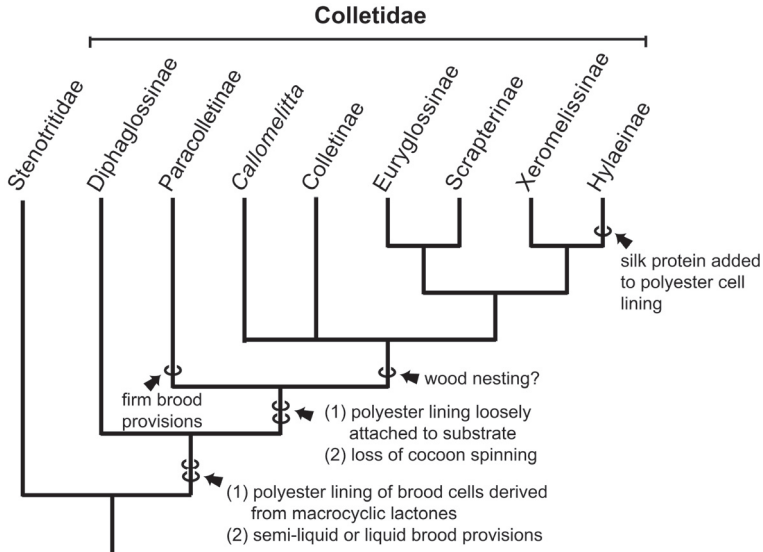 Colletidae
Stenotritidae
Diphaglossinae
Paracolletinae
Callomelitta
Colletinae
Euryglossinae
Scrapterinae
Xeromelissinae
Hylaeinae
silk protein added
to polyester cell
lining
wood nesting?
firm brood
provisions
(1) polyester lining loosely
attached to substrate
(2) loss of cocoon spinning
(1) polyester lining of brood cells derived
from macrocyclic lactones
(2) semi-liquid or liquid brood provisions